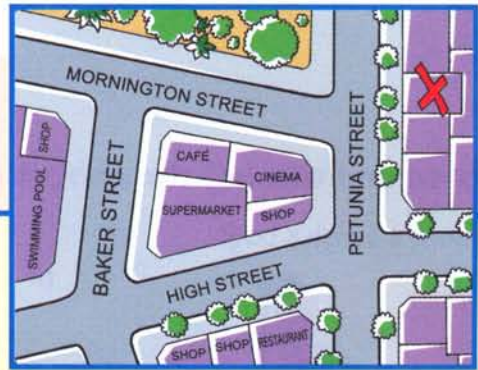 MORNINGTON STREET
SHOP
SWIMMING POOL
BAKER STREET
CAFÉ
CINEMA
SUPERMARKET
SHOP
PETUNIA STREET
HIGH STREET
SHOP
SHOP
RESTAURANT